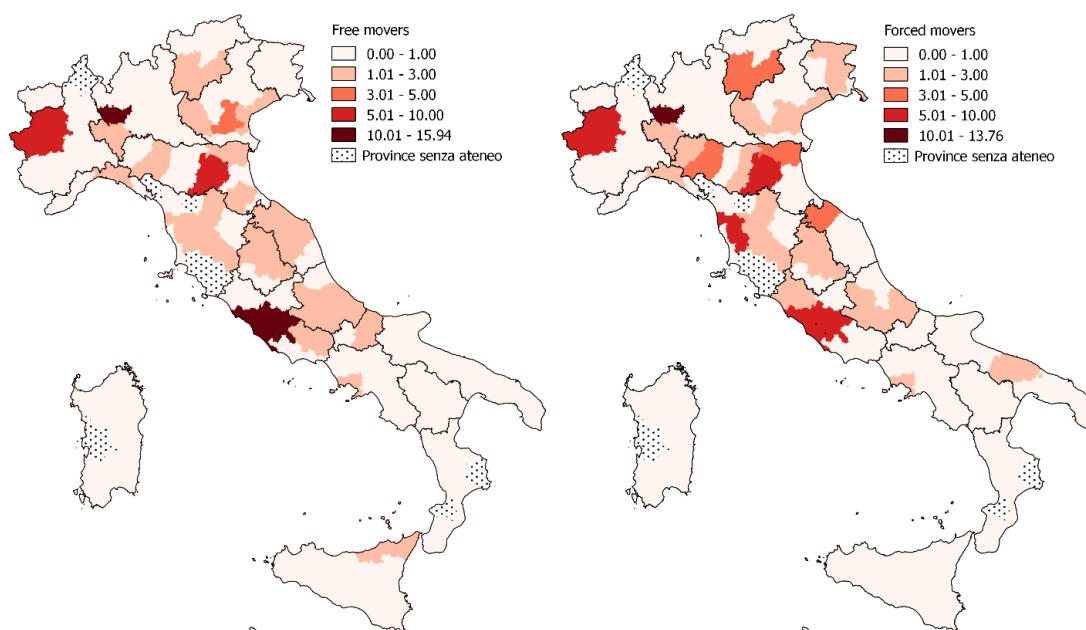 Free movers
0.00 - 1.00
1.01 - 3.00
3.01 - 5.00
5.01 - 10.00
10.01 - 15.94
Province senza ateneo
Forced movers
0.00 - 1.00
1.01 - 3.00
3.01 - 5.00
5.01 - 10.00
10.01 - 13.76
Province senza ateneo